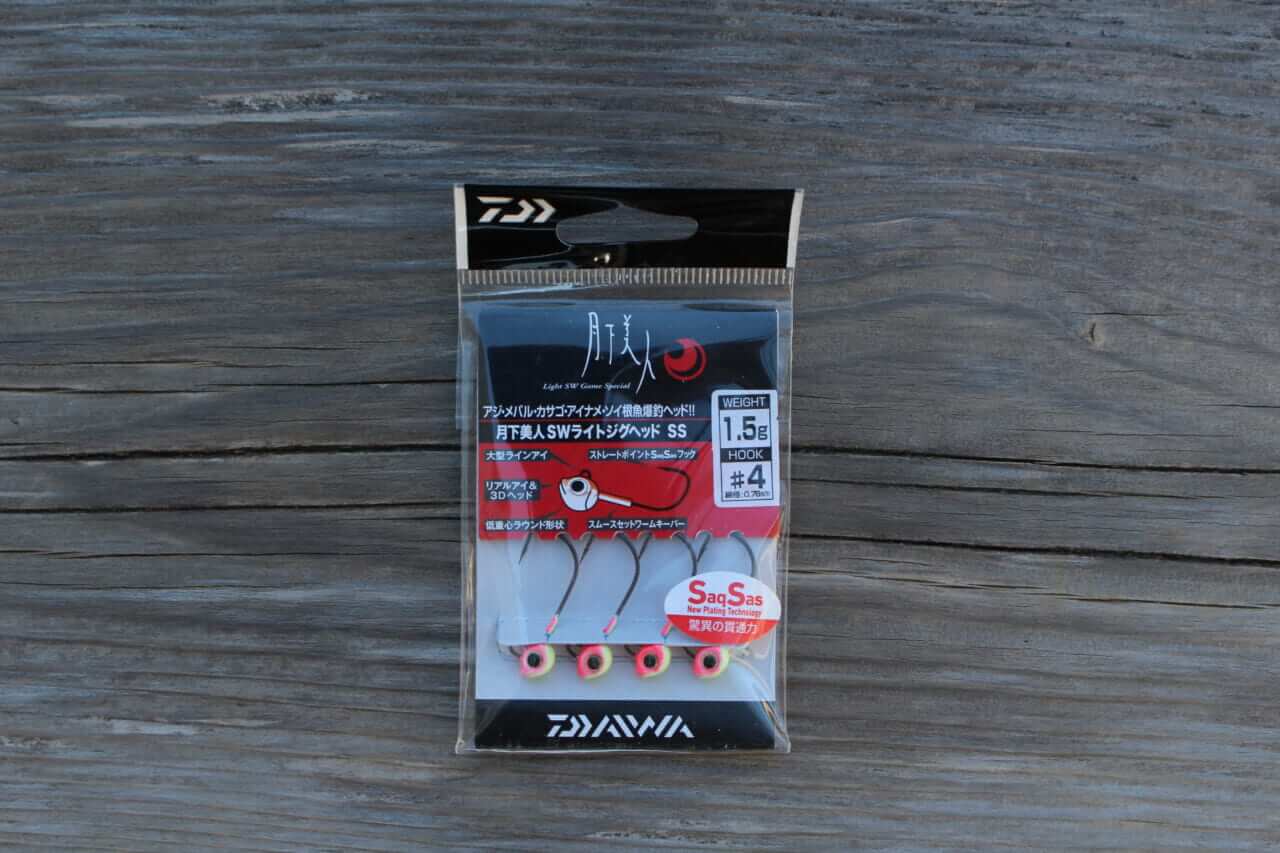 月下美人
Light SW Game Special
アジ・メバル・カサゴ・アイナメ・ソイ根魚爆釣ヘッド!!
月下美人SWライトジグヘッド SS
WEIGHT
1.5g
HOOK
#4
線径:0.78m/m
大型ラインアイ
ストレートポイントSaqSasフック
リアルアイ&
3Dヘッド
低重心ラウンド形状
スムースセットワームキーパー
SaqSas
New Plating Technology
驚異の貫通力
DAIWA